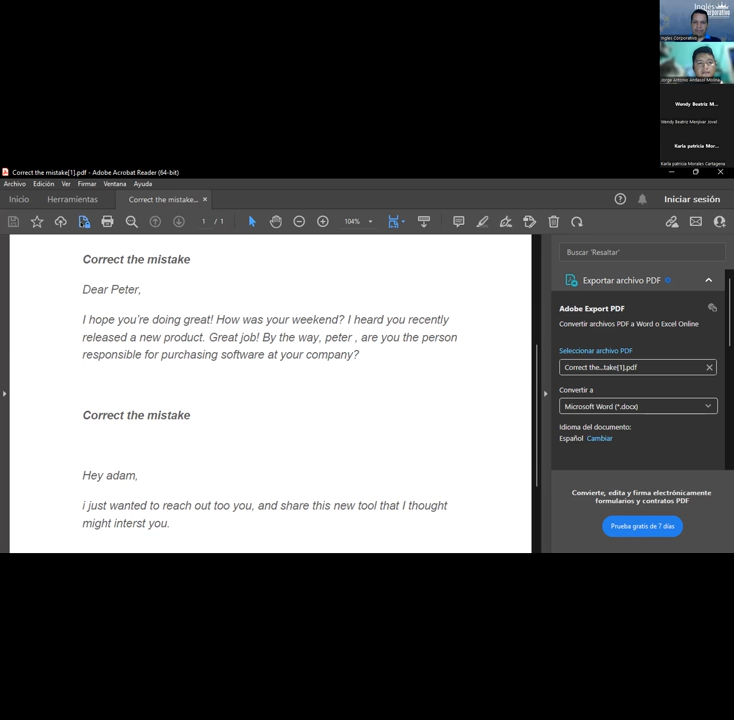 Inglés
Corporativo
Ingles Corporativo
Jorge Antonio Andasol Molina
Wendy Beatriz M...
Wendy Beatriz Menjivar Jovel
Karla patricia Mor...
Karla patricia Morales Cartagena
Correct the mistake[1].pdf - Adobe Acrobat Reader (64-bit)
Archivo Edición Ver Firmar Ventana Ayuda
Inicio Herramientas Correct the mistake... × Iniciar sesión
1 / 1 104%
Correct the mistake
Dear Peter,
I hope you're doing great! How was your weekend? I heard you recently
released a new product. Great job! By the way, peter , are you the person
responsible for purchasing software at your company?
Correct the mistake
Hey adam,
i just wanted to reach out too you, and share this new tool that I thought
might interst you.
Buscar 'Resaltar'
Exportar archivo PDF
Adobe Export PDF
Convertir archivos PDF a Word o Excel Online
Seleccionar archivo PDF
Correct the...take[1].pdf
Convertir a
Microsoft Word (*.docx)
Idioma del documento:
Español Cambiar
Convierte, edita y firma electrónicamente
formularios y contratos PDF
Prueba gratis de 7 días